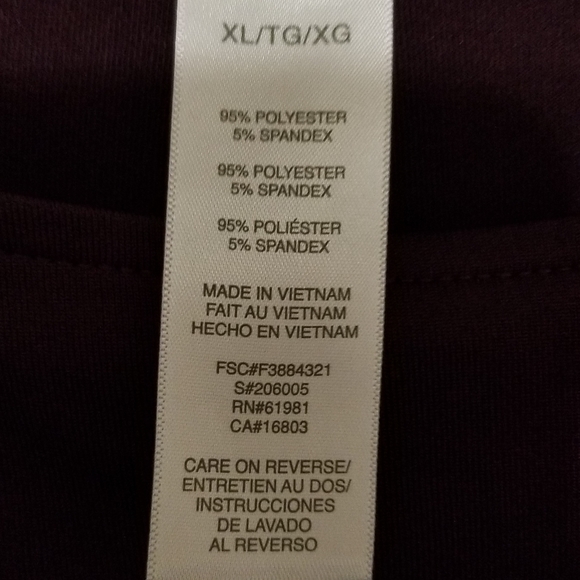 XL/TG/XG
95% POLYESTER
5% SPANDEX
95% POLYESTER
5% SPANDEX
95% POLIÉSTER
5% SPANDEX
MADE IN VIETNAM
FAIT AU VIETNAM
HECHO EN VIETNAM
FSC#F3884321
S#206005
RN#61981
CA#16803
CARE ON REVERSE/
ENTRETIEN AU DOS/
INSTRUCCIONES
DE LAVADO
AL REVERSO